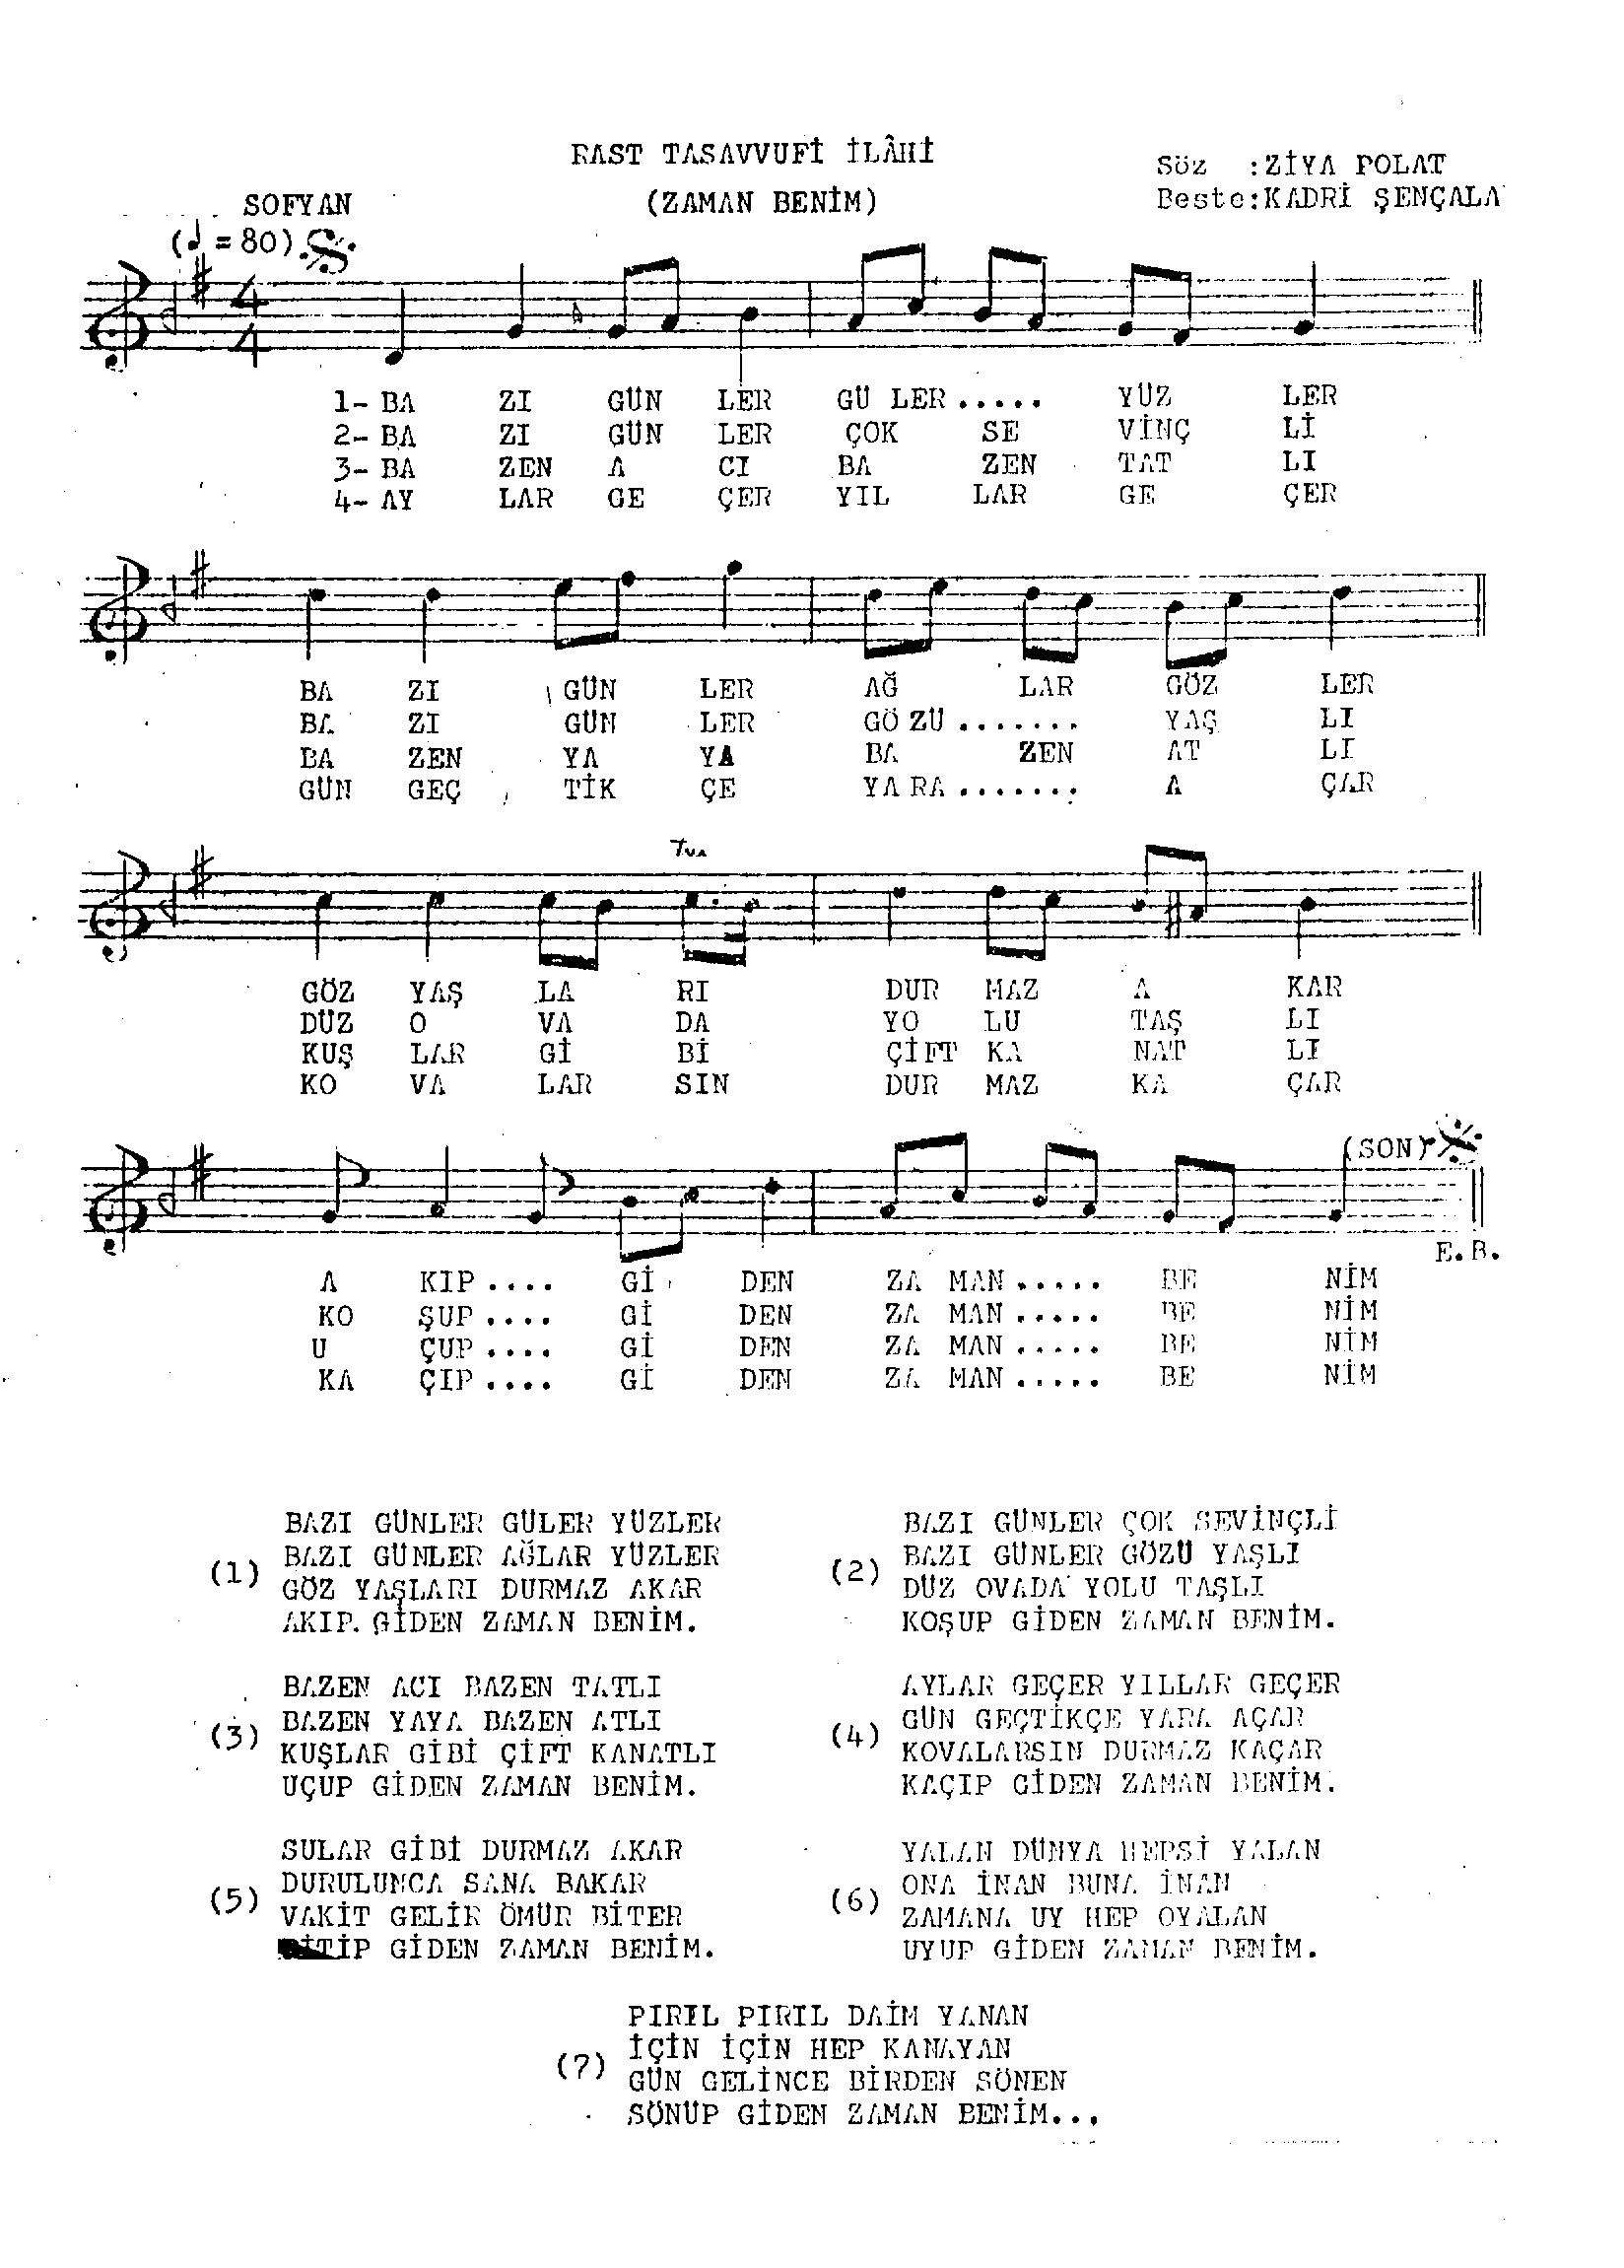 RAST TASAVVUFİ İLÂHİ
(ZAMAN BENİM)
Söz :ZİYA POLAT
Beste:KADRİ ŞENÇALA
SOFYAN
(♩ = 80)
4
4
1- BA ZI GÜN LER GÜ LER..... YÜZ LER
2- BA ZI GÜN LER ÇOK SE VİNÇ Lİ
3- BA ZEN A CI BA ZEN TAT LI
4- AY LAR GE ÇER YIL LAR GE ÇER
BA ZI GÜN LER AĞ LAR GÖZ LER
BA ZI GÜN LER GÖ ZÜ....... YAŞ LI
BA ZEN YA YA BA ZEN AT LI
GÜN GEÇ TİK ÇE YA RA....... A ÇAR
GÖZ YAŞ LA RI DUR MAZ A KAR
DÜZ O VA DA YO LU TAŞ LI
KUŞ LAR Gİ Bİ ÇİFT KA NAT LI
KO VA LAR SIN DUR MAZ KA ÇAR
(SON)
E.B.
A KIP.... Gİ DEN ZA MAN..... BE NİM
KO ŞUP.... Gİ DEN ZA MAN..... BE NİM
U ÇUP.... Gİ DEN ZA MAN..... BE NİM
KA ÇIP.... Gİ DEN ZA MAN..... BE NİM
(1)
BAZI GÜNLER GÜLER YÜZLER
BAZI GÜNLER AĞLAR YÜZLER
GÖZ YAŞLARI DURMAZ AKAR
AKIP. GİDEN ZAMAN BENİM.
(2)
BAZI GÜNLER ÇOK SEVİNÇLİ
BAZI GÜNLER GÖZÜ YAŞLI
DÜZ OVADA YOLU TAŞLI
KOŞUP GİDEN ZAMAN BENİM.
(3)
BAZEN ACI BAZEN TATLI
BAZEN YAYA BAZEN ATLI
KUŞLAR GİBİ ÇİFT KANATLI
UÇUP GİDEN ZAMAN BENİM.
(4)
AYLAR GEÇER YILLAR GEÇER
GÜN GEÇTİKÇE YARA AÇAR
KOVALARSIN DURMAZ KAÇAR
KAÇIP GİDEN ZAMAN BENİM.
(5)
SULAR GİBİ DURMAZ AKAR
DURULUNCA SANA BAKAR
VAKİT GELİR ÖMÜR BİTER
BİTİP GİDEN ZAMAN BENİM.
(6)
YALAN DÜNYA HEPSİ YALAN
ONA İNAN BUNA İNAN
ZAMANA UY HEP OYALAN
UYUP GİDEN ZAMAN BENİM.
(7)
PIRIL PIRIL DAİM YANAN
İÇİN İÇİN HEP KANAYAN
GÜN GELİNCE BİRDEN SÖNEN
SÖNÜP GİDEN ZAMAN BENİM...